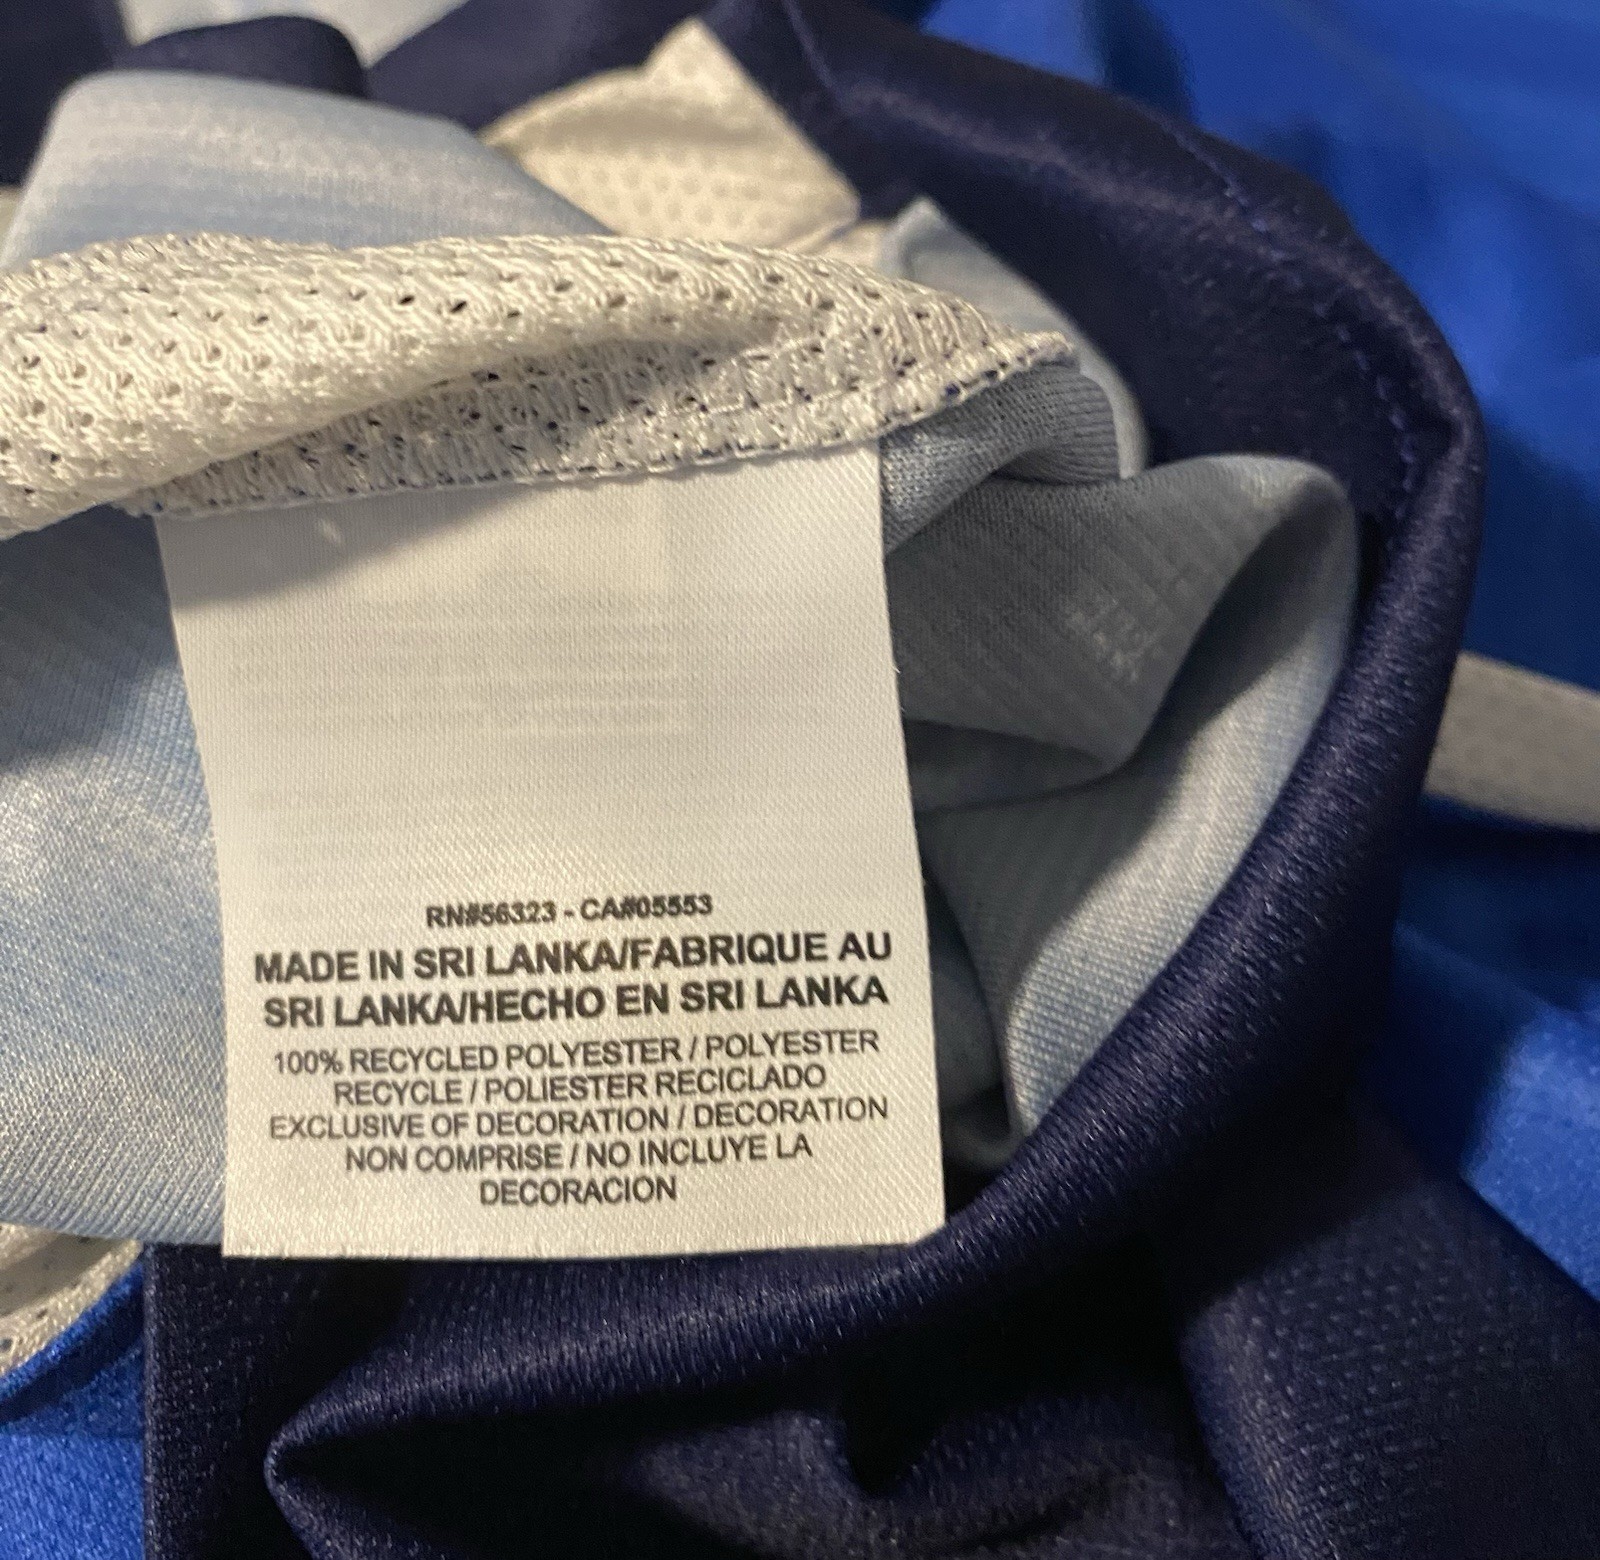 RN#56323 - CA#05553
MADE IN SRI LANKA/FABRIQUE AU
SRI LANKA/HECHO EN SRI LANKA
100% RECYCLED POLYESTER / POLYESTER
RECYCLE / POLIESTER RECICLADO
EXCLUSIVE OF DECORATION / DECORATION
NON COMPRISE / NO INCLUYE LA
DECORACION